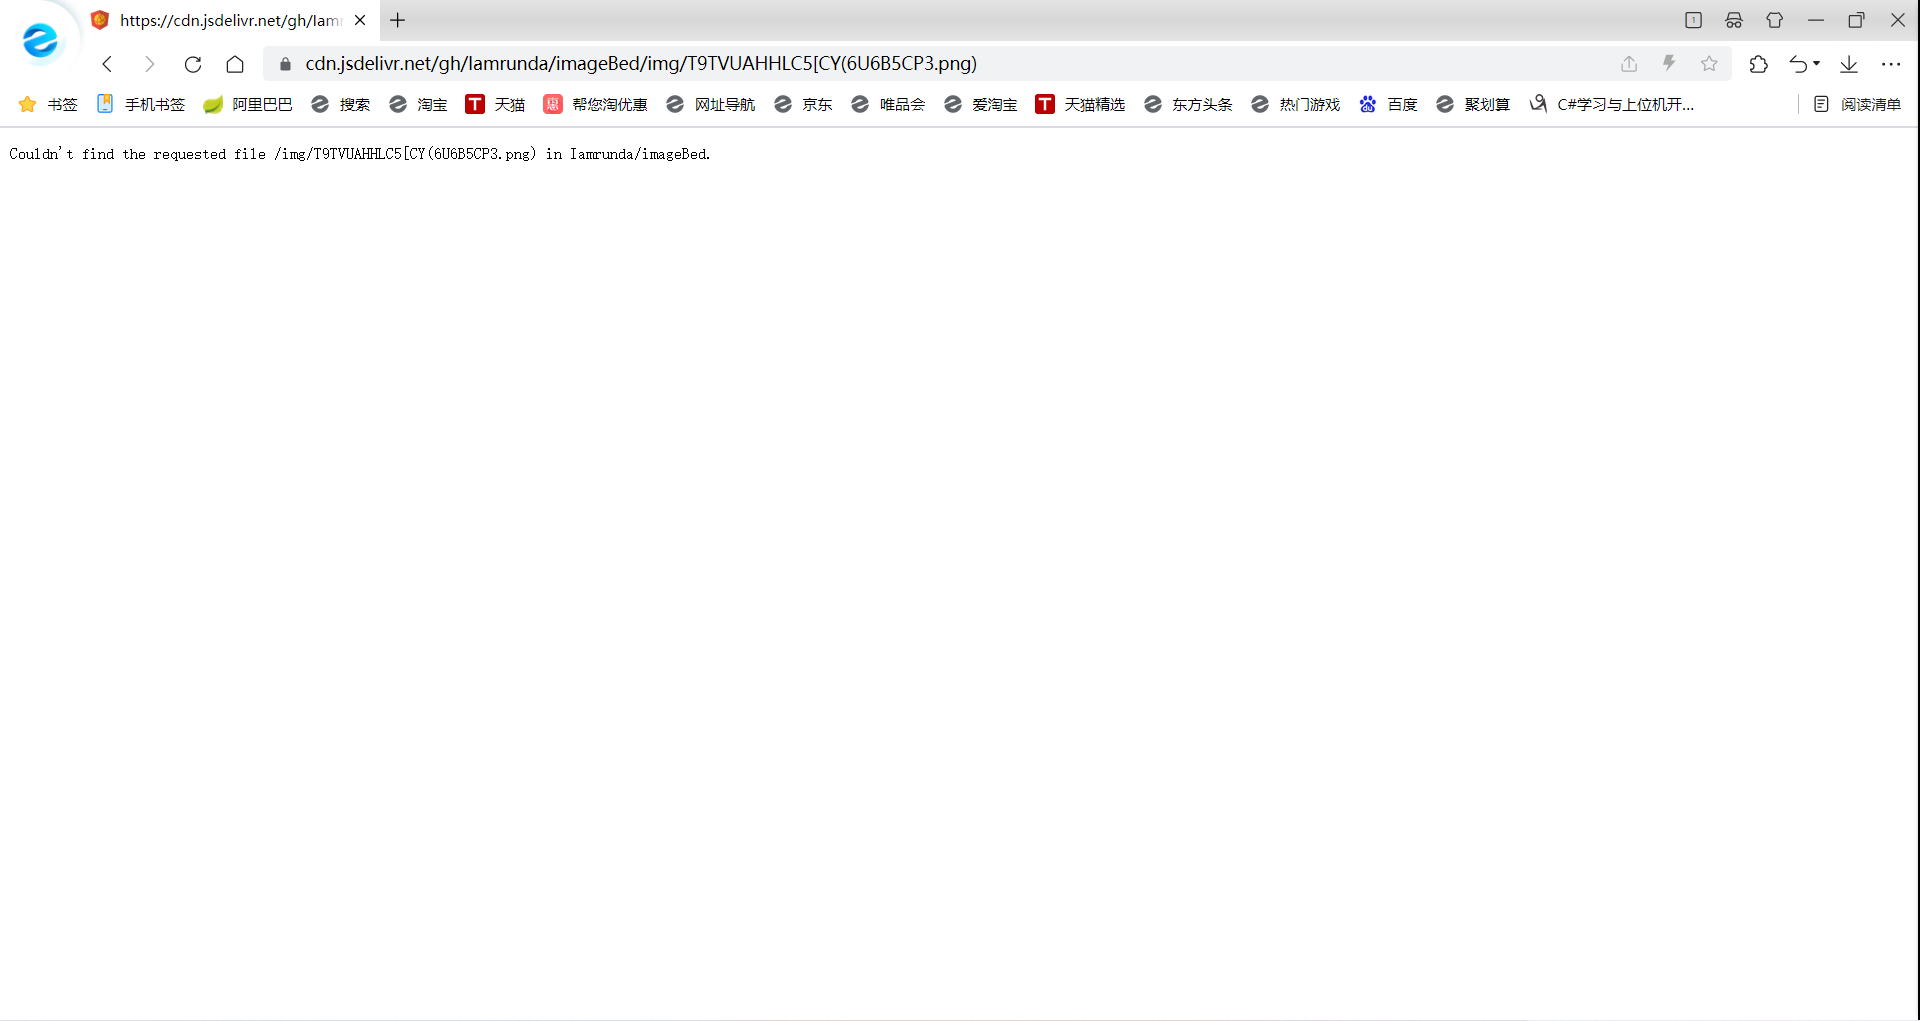 https://cdn.jsdelivr.net/gh/Iamr
cdn.jsdelivr.net/gh/Iamrunda/imageBed/img/T9TVUAHHLC5[CY(6U6B5CP3.png)
书签 手机书签 阿里巴巴 搜索 淘宝 T 天猫 惠 帮您淘优惠 网址导航 京东 唯品会 爱淘宝 T 天猫精选 东方头条 热门游戏 百度 聚划算 C#学习与上位机开... 阅读清单
Couldn't find the requested file /img/T9TVUAHHLC5[CY(6U6B5CP3.png) in Iamrunda/imageBed.